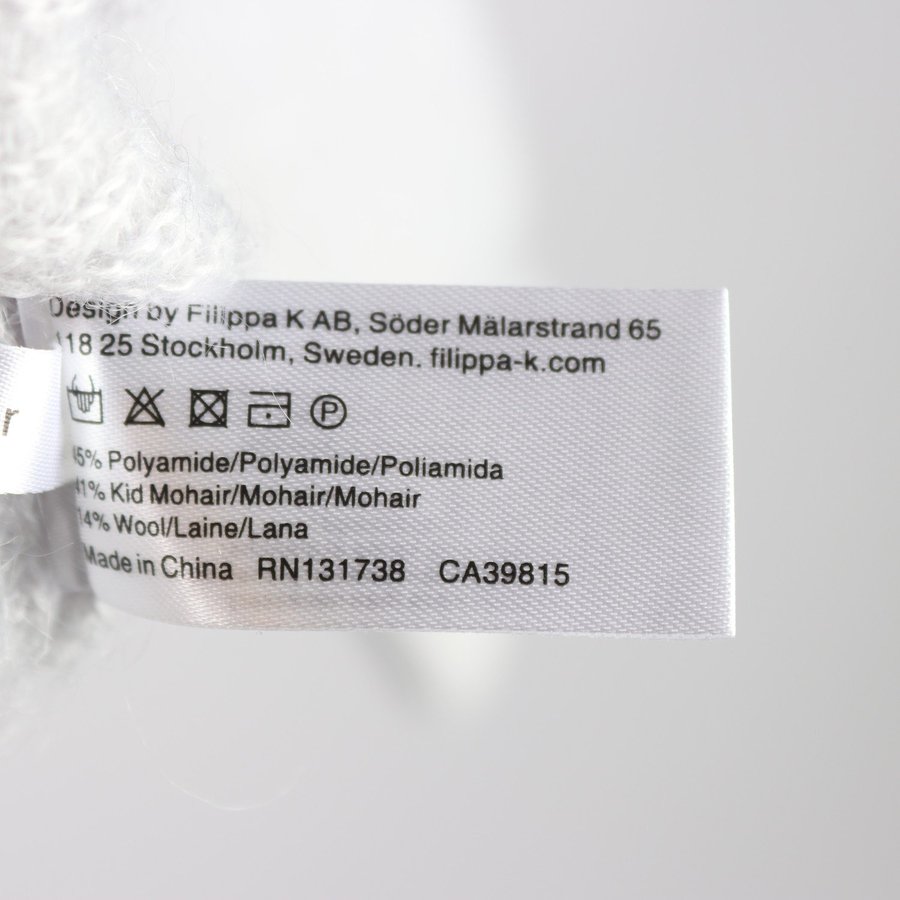 Design by Filippa K AB, Söder Mälarstrand 65
118 25 Stockholm, Sweden. filippa-k.com
P
45% Polyamide/Polyamide/Poliamida
41% Kid Mohair/Mohair/Mohair
14% Wool/Laine/Lana
Made in China RN131738 CA39815
r